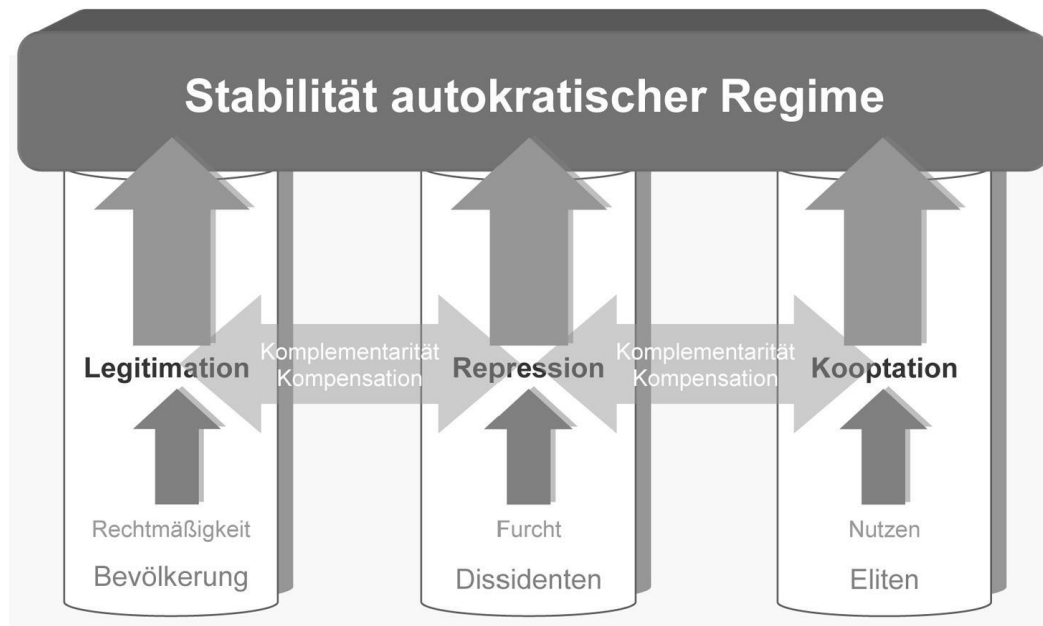 Stabilität autokratischer Regime
Komplementarität
Kompensation
Komplementarität
Kompensation
Legitimation
Repression
Kooptation
Rechtmäßigkeit
Furcht
Nutzen
Bevölkerung
Dissidenten
Eliten